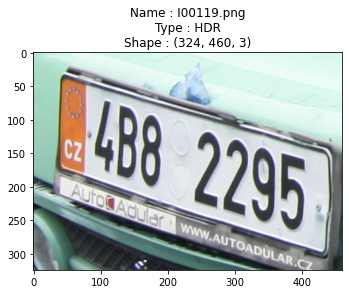 Name : I00119.png
Type : HDR
Shape : (324, 460, 3)
0
50
100
150
200
250
300
0
100
200
300
400
CZ
4B8 2295
AutoAdular
WWW.AUTOADULAR.CZ